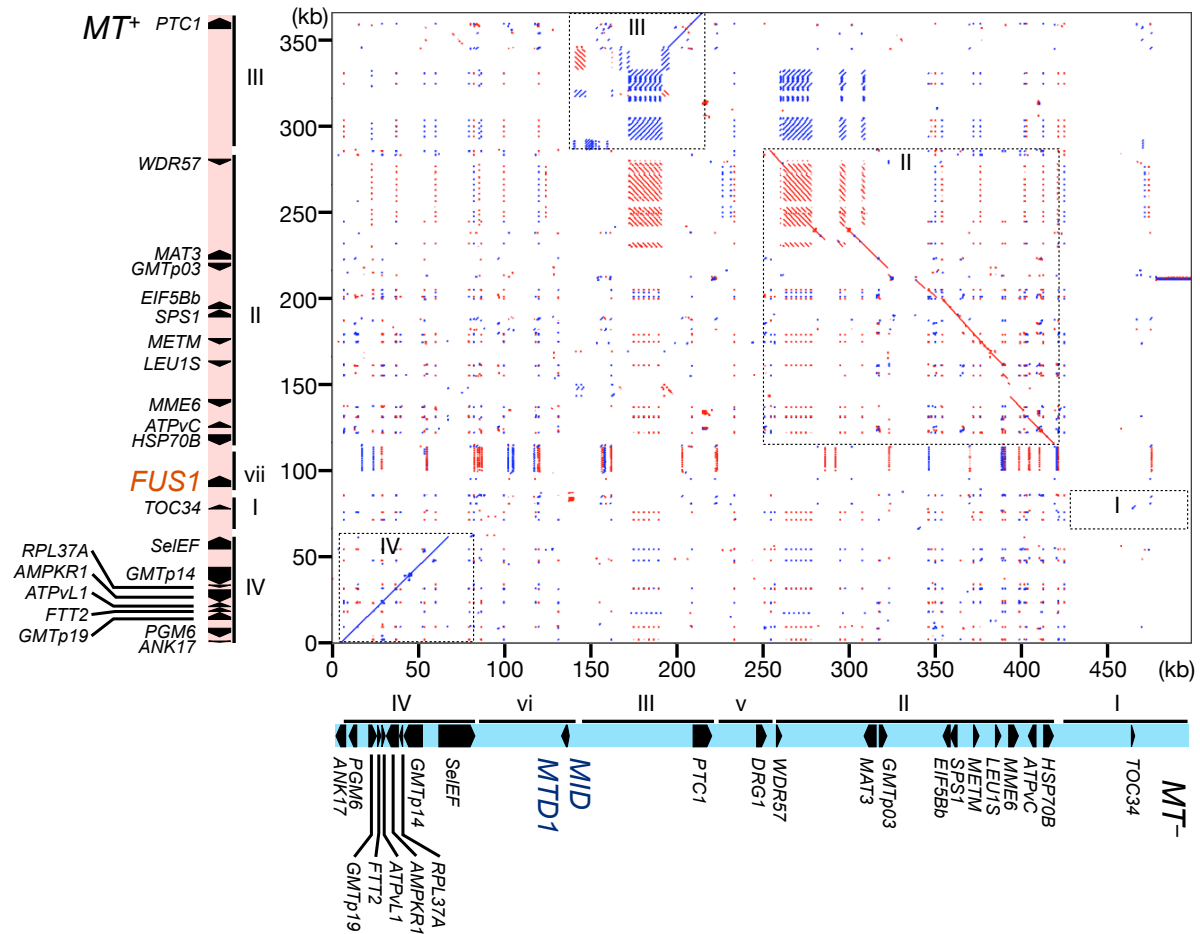 MT+
PTC1
III
WDR57
MAT3
GMTp03
EIF5Bb
SPS1
II
METM
LEU1S
MME6
ATPvC
HSP70B
FUS1
vii
TOC34
I
SelEF
RPL37A
AMPKR1
GMTp14
IV
ATPvL1
FTT2
GMTp19
PGM6
ANK17
(kb)
350
300
250
200
150
100
50
0
III
II
I
IV
0 50 100 150 200 250 300 350 400 450 (kb)
IV vi III v II I
ANK17
PGM6
GMTp19
FTT2
ATPvL1
AMPKR1
RPL37A
GMTp14
SelEF
MTD1
MID
PTC1
DRG1
WDR57
MAT3
GMTp03
EIF5Bb
SPS1
METM
LEU1S
MME6
ATPvC
HSP70B
TOC34
MT–